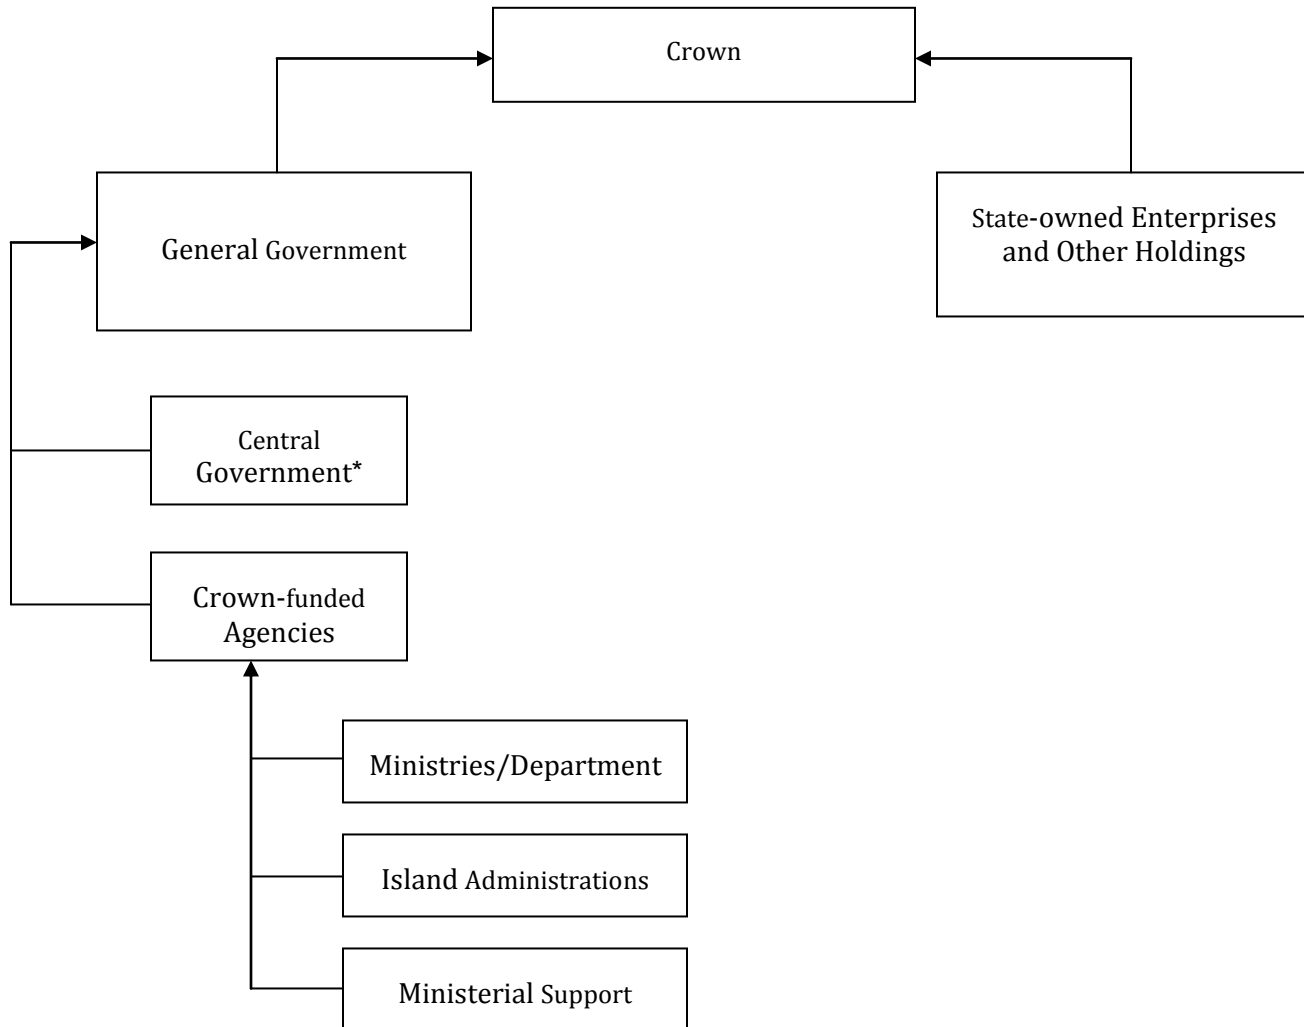 Crown
General Government
State-owned Enterprises
and Other Holdings
Central
Government*
Crown-funded
Agencies
Ministries/Department
Island Administrations
Ministerial Support